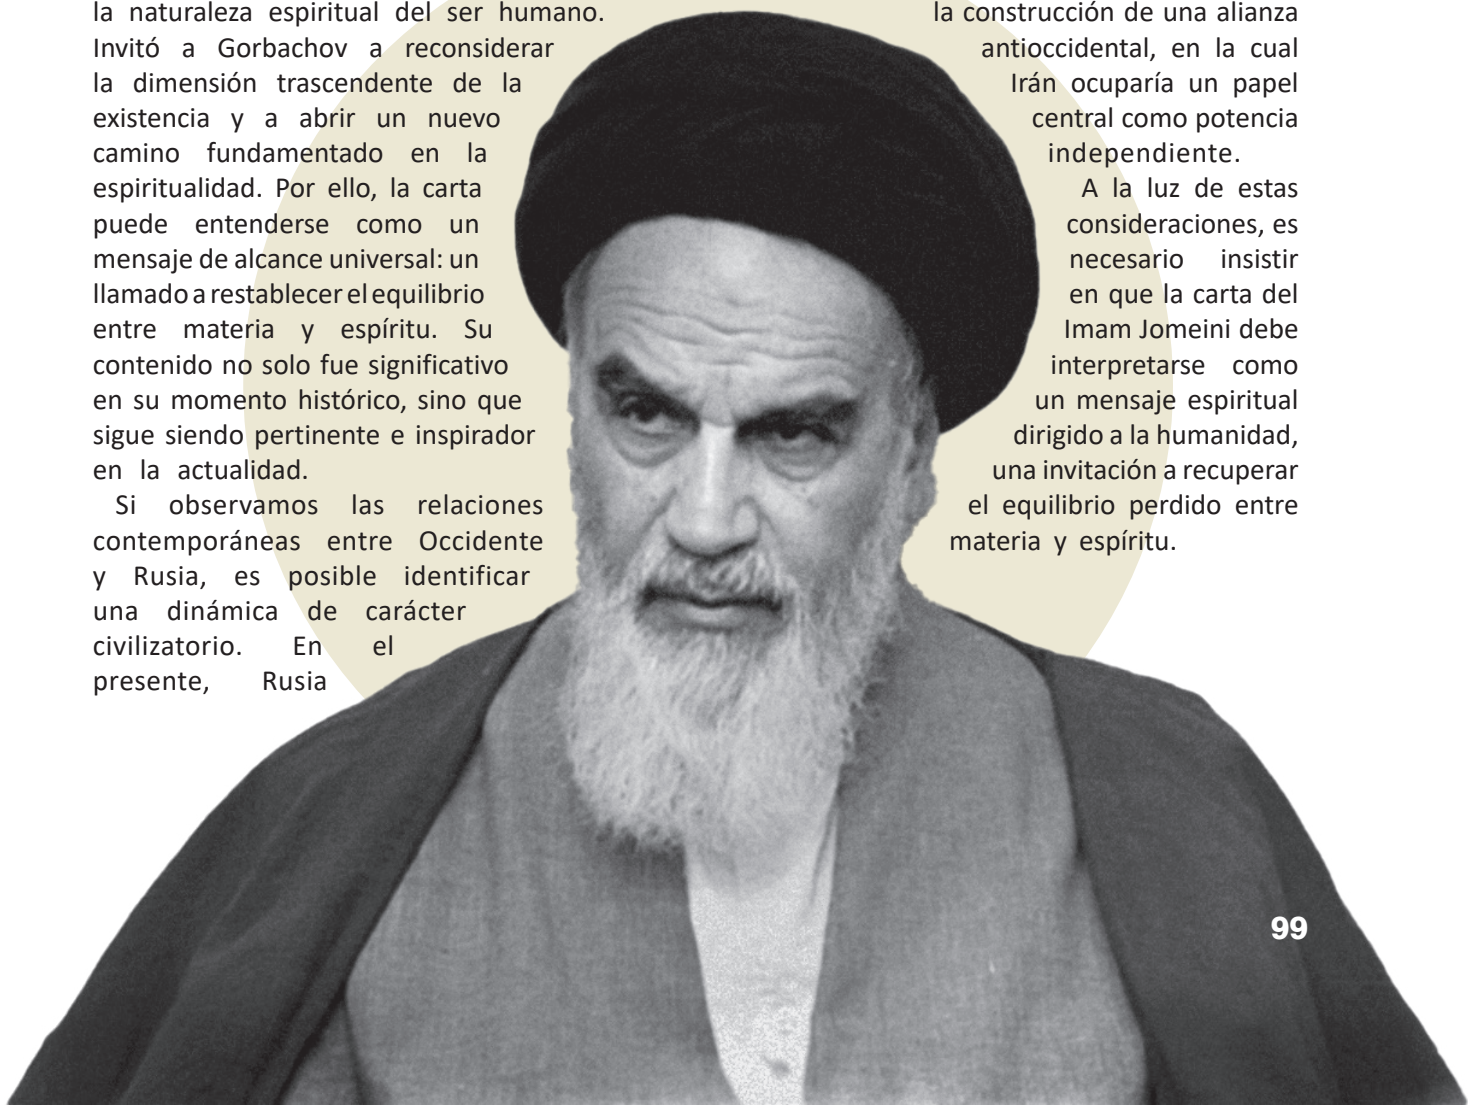 la naturaleza espiritual del ser humano.
Invitó a Gorbachov a reconsiderar
la dimensión trascendente de la
existencia y a abrir un nuevo
camino fundamentado en la
espiritualidad. Por ello, la carta
puede entenderse como un
mensaje de alcance universal: un
llamado a restablecer el equilibrio
entre materia y espíritu. Su
contenido no solo fue significativo
en su momento histórico, sino que
sigue siendo pertinente e inspirador
en la actualidad.
Si observamos las relaciones
contemporáneas entre Occidente
y Rusia, es posible identificar
una dinámica de carácter
civilizatorio. En el
presente, Rusia
la construcción de una alianza
antioccidental, en la cual
Irán ocuparía un papel
central como potencia
independiente.
A la luz de estas
consideraciones, es
necesario insistir
en que la carta del
Imam Jomeini debe
interpretarse como
un mensaje espiritual
dirigido a la humanidad,
una invitación a recuperar
el equilibrio perdido entre
materia y espíritu.
99